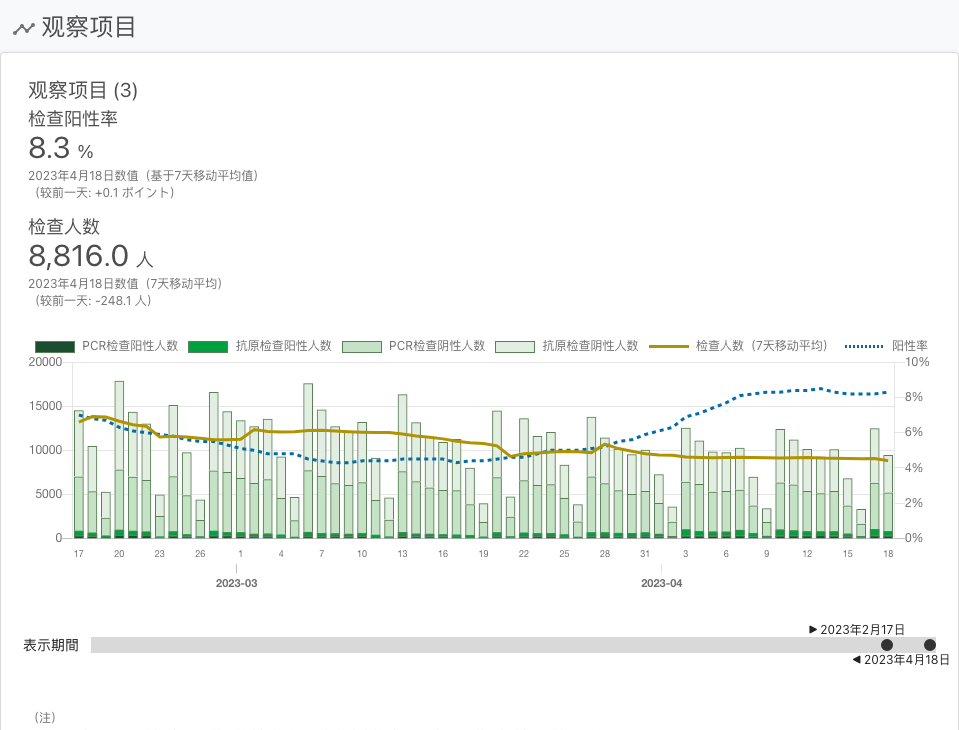 观察项目
观察项目 (3)
检查阳性率
8.3 %
2023年4月18日数值（基于7天移动平均值）
（较前一天: +0.1 ポイント）
检查人数
8,816.0 人
2023年4月18日数值（7天移动平均）
（较前一天: -248.1 人）
PCR检查阳性人数 抗原检查阳性人数 PCR检查阴性人数 抗原检查阴性人数 检查人数（7天移动平均） 阳性率
20000 10%
15000 8%
10000 6%
5000 4%
0 2%
0%
17 20 23 26 1 4 7 10 13 16 19 22 25 28 31 3 6 9 12 15 18
2023-03 2023-04
▶ 2023年2月17日
表示期間
◀ 2023年4月18日
（注）